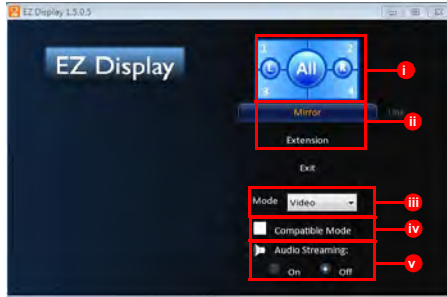 EZ Display 1.5.0.5
EZ Display
1 2
L All R
3 4
i
Mirror
ii
Extension
Exit
Mode Video
iii
Compatible Mode
iv
Audio Streaming:
On Off
v